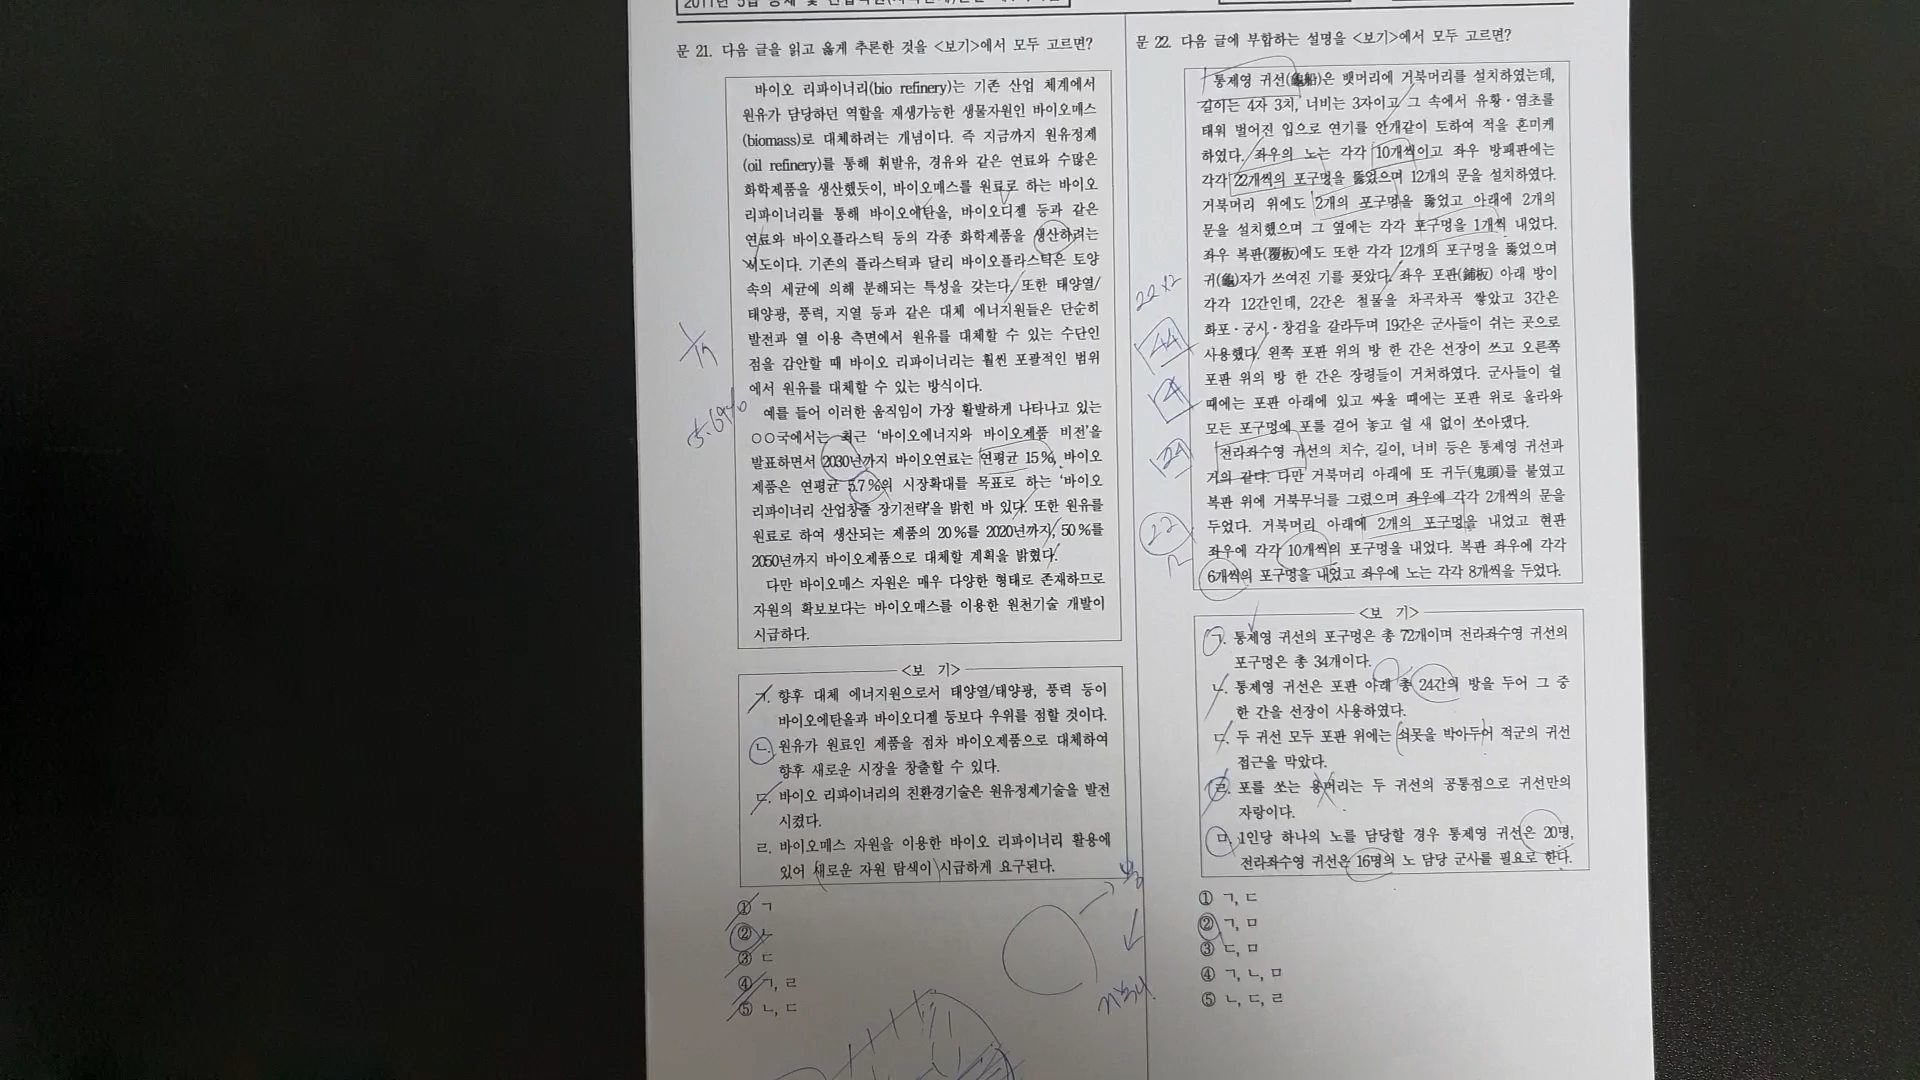 문 21. 다음 글을 읽고 옳게 추론한 것을 <보기>에서 모두 고르면?
바이오 리파이너리(bio refinery)는 기존 산업 체계에서
원유가 담당하던 역할을 재생가능한 생물자원인 바이오매스
(biomass)로 대체하려는 개념이다. 즉 지금까지 원유정제
(oil refinery)를 통해 휘발유, 경유와 같은 연료와 수많은
화학제품을 생산했듯이, 바이오매스를 원료로 하는 바이오
리파이너리를 통해 바이오에탄올, 바이오디젤 등과 같은
연료와 바이오플라스틱 등의 각종 화학제품을 생산하려는
시도이다. 기존의 플라스틱과 달리 바이오플라스틱은 토양
속의 세균에 의해 분해되는 특성을 갖는다. 또한 태양열/
태양광, 풍력, 지열 등과 같은 대체 에너지원들은 단순히
발전과 열 이용 측면에서 원유를 대체할 수 있는 수단인
점을 감안할 때 바이오 리파이너리는 훨씬 포괄적인 범위
에서 원유를 대체할 수 있는 방식이다.
예를 들어 이러한 움직임이 가장 활발하게 나타나고 있는
○○국에서는 최근 '바이오에너지와 바이오제품 비전'을
발표하면서 2030년까지 바이오연료는 연평균 15%, 바이오
제품은 연평균 5.7%의 시장확대를 목표로 하는 '바이오
리파이너리 산업창출 장기전략'을 밝힌 바 있다. 또한 원유를
원료로 하여 생산되는 제품의 20%를 2020년까지, 50%를
2050년까지 바이오제품으로 대체할 계획을 밝혔다.
다만 바이오매스 자원은 매우 다양한 형태로 존재하므로
자원의 확보보다는 바이오매스를 이용한 원천기술 개발이
시급하다.
<보 기>
ㄱ. 향후 대체 에너지원으로서 태양열/태양광, 풍력 등이
바이오에탄올과 바이오디젤 등보다 우위를 점할 것이다.
ㄴ. 원유가 원료인 제품을 점차 바이오제품으로 대체하여
향후 새로운 시장을 창출할 수 있다.
ㄷ. 바이오 리파이너리의 친환경기술은 원유정제기술을 발전
시켰다.
ㄹ. 바이오매스 자원을 이용한 바이오 리파이너리 활용에
있어 새로운 자원 탐색이 시급하게 요구된다.
① ㄱ
② ㄴ
③ ㄷ
④ ㄱ, ㄹ
⑤ ㄴ, ㄷ
문 22. 다음 글에 부합하는 설명을 <보기>에서 모두 고르면?
통제영 귀선(龜船)은 뱃머리에 거북머리를 설치하였는데,
길이는 4자 3치, 너비는 3자이고 그 속에서 유황·염초를
태워 벌어진 입으로 연기를 안개같이 토하여 적을 혼미케
하였다. 좌우의 노는 각각 10개씩이고 좌우 방패판에는
각각 22개씩의 포구멍을 뚫었으며 12개의 문을 설치하였다.
거북머리 위에도 2개의 포구멍을 뚫었고 아래에 2개의
문을 설치했으며 그 옆에는 각각 포구멍을 1개씩 내었다.
좌우 복판(覆板)에도 또한 각각 12개의 포구멍을 뚫었으며
귀(龜)자가 쓰여진 기를 꽂았다. 좌우 포판(鋪板) 아래 방이
각각 12간인데, 2간은 철물을 차곡차곡 쌓았고 3간은
화포·궁시·창검을 갈라두며 19간은 군사들이 쉬는 곳으로
사용했다. 왼쪽 포판 위의 방 한 간은 선장이 쓰고 오른쪽
포판 위의 방 한 간은 장령들이 거처하였다. 군사들이 쉴
때에는 포판 아래에 있고 싸울 때에는 포판 위로 올라와
모든 포구멍에 포를 걸어 놓고 쉴 새 없이 쏘아댔다.
전라좌수영 귀선의 치수, 길이, 너비 등은 통제영 귀선과
거의 같다. 다만 거북머리 아래에 또 귀두(鬼頭)를 붙였고
복판 위에 거북무늬를 그렸으며 좌우에 각각 2개씩의 문을
두었다. 거북머리 아래에 2개의 포구멍을 내었고 현판
좌우에 각각 10개씩의 포구멍을 내었다. 복판 좌우에 각각
6개씩의 포구멍을 내었고 좌우에 노는 각각 8개씩을 두었다.
22×2
44
4
24
22
5.69%
<보 기>
ㄱ. 통제영 귀선의 포구멍은 총 72개이며 전라좌수영 귀선의
포구멍은 총 34개이다.
ㄴ. 통제영 귀선은 포판 아래 총 24간의 방을 두어 그 중
한 간을 선장이 사용하였다.
ㄷ. 두 귀선 모두 포판 위에는 쇠못을 박아두어 적군의 귀선
접근을 막았다.
ㄹ. 포를 쏘는 용머리는 두 귀선의 공통점으로 귀선만의
자랑이다.
ㅁ. 1인당 하나의 노를 담당할 경우 통제영 귀선은 20명,
전라좌수영 귀선은 16명의 노 담당 군사를 필요로 한다.
① ㄱ, ㄷ
② ㄱ, ㅁ
③ ㄷ, ㅁ
④ ㄱ, ㄴ, ㅁ
⑤ ㄴ, ㄷ, ㄹ